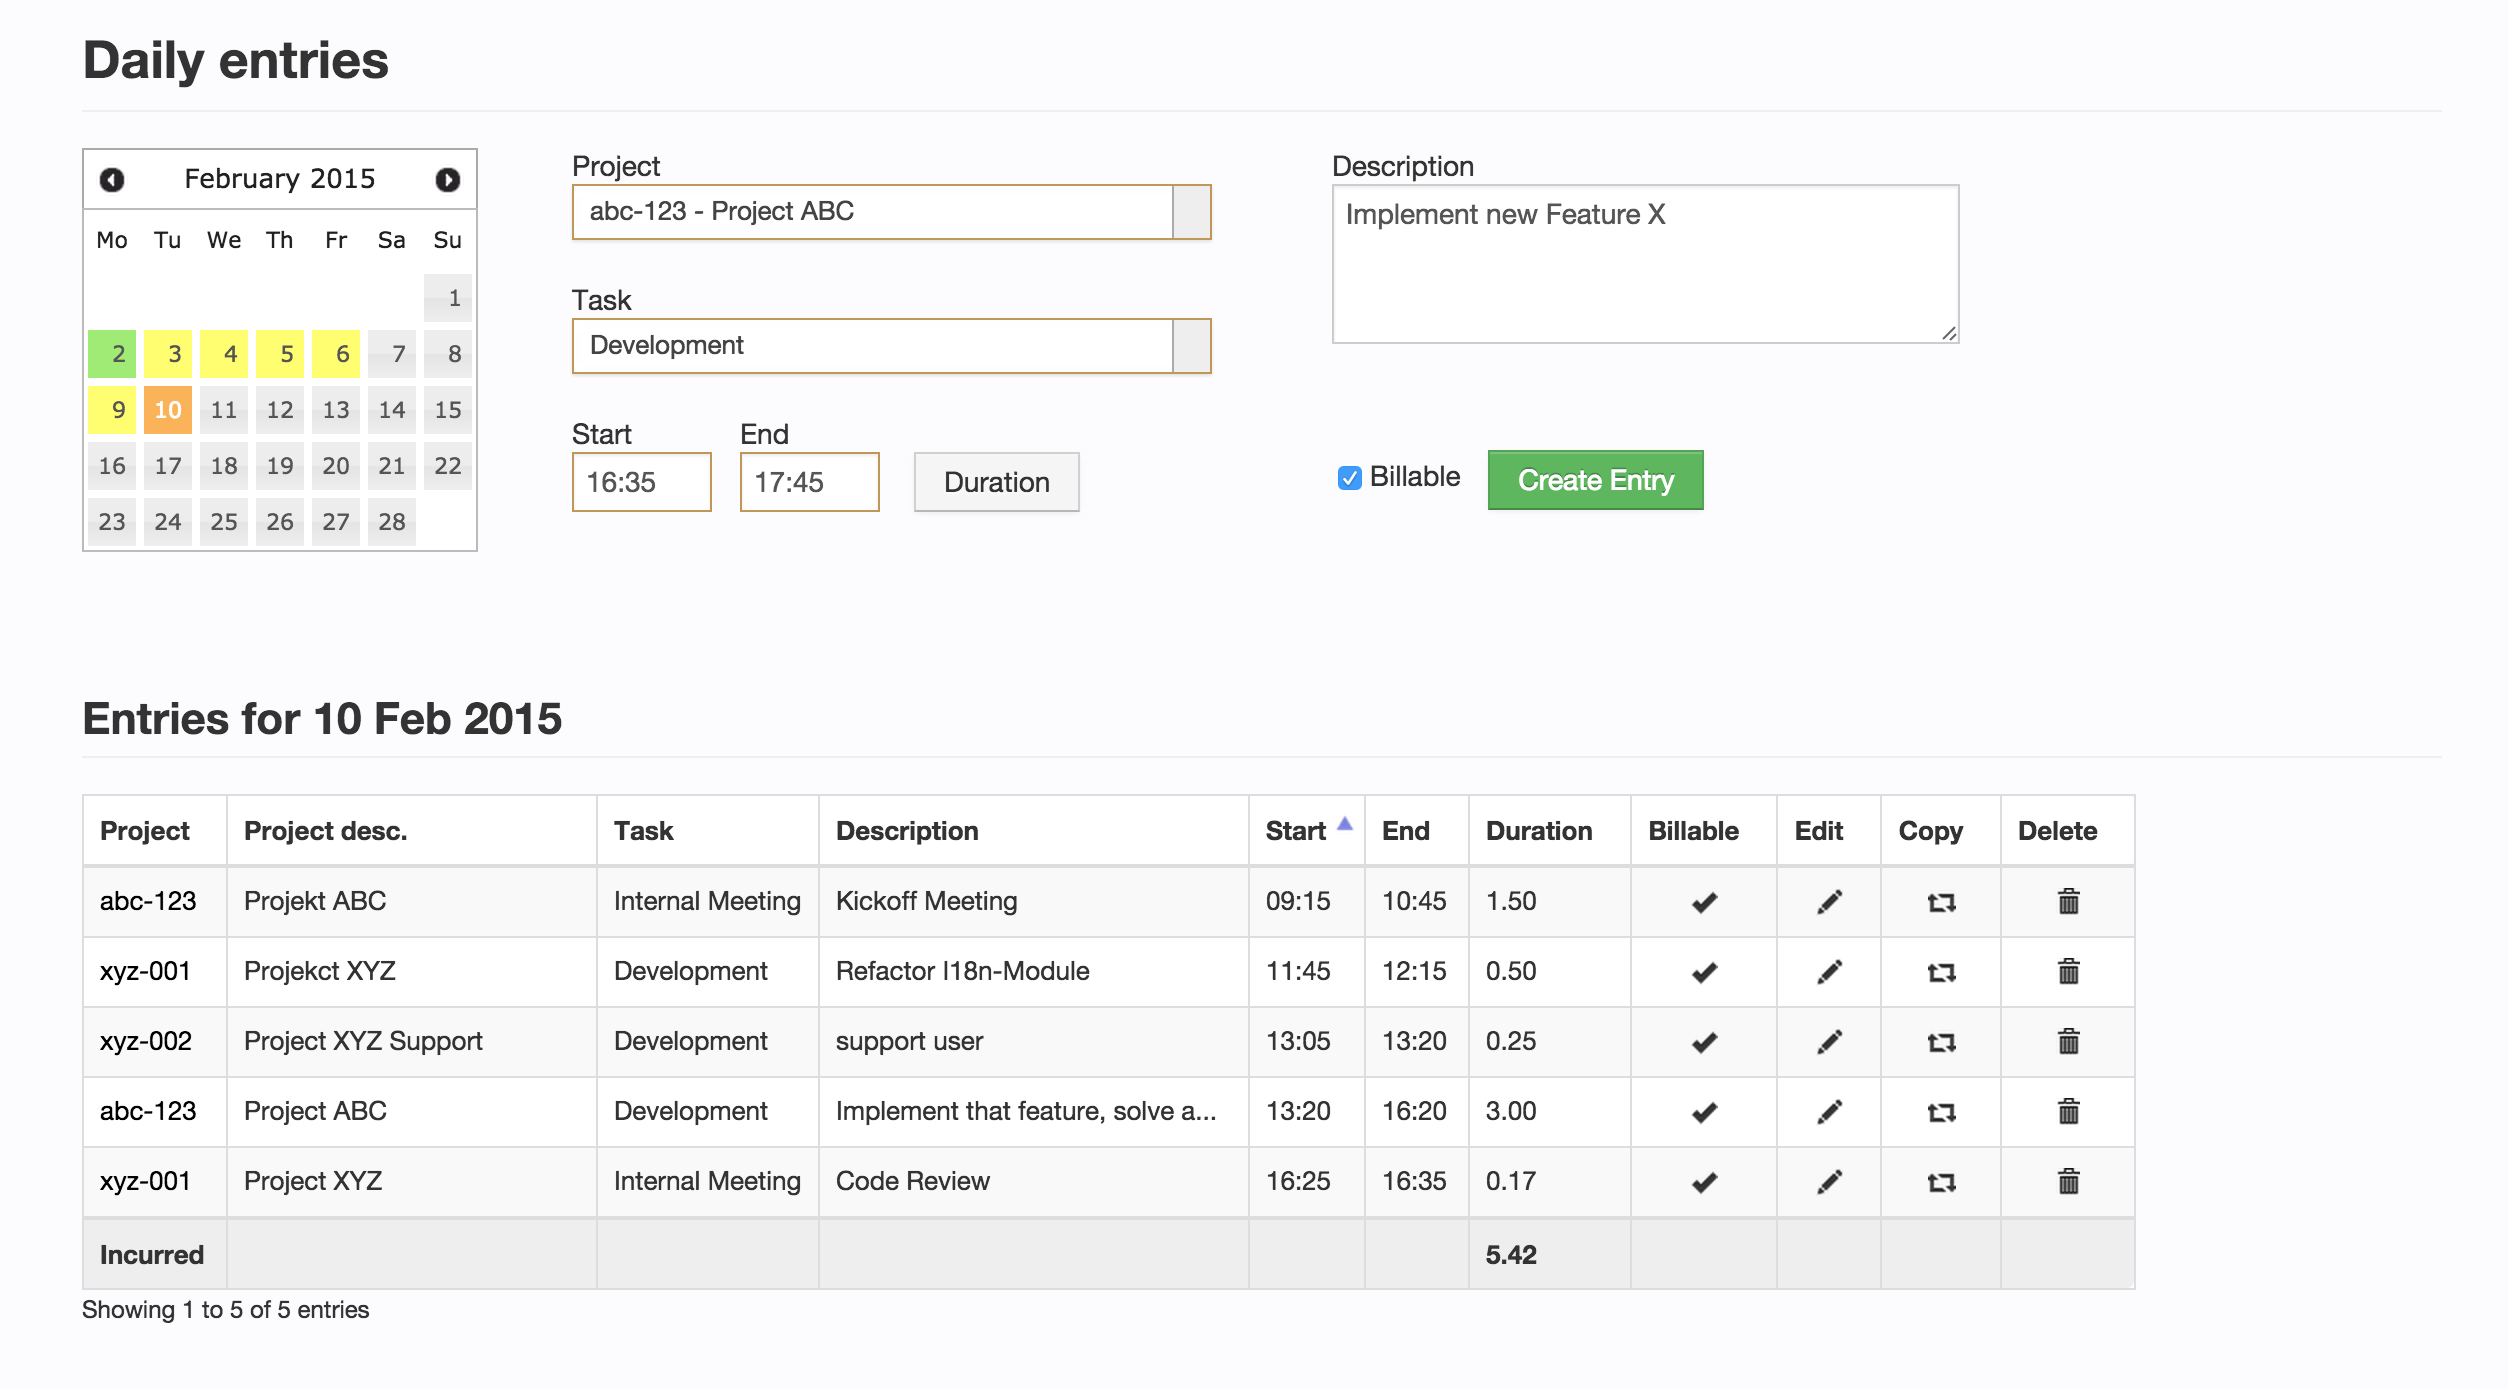 Daily entries
February 2015
Mo Tu We Th Fr Sa Su
1
2 3 4 5 6 7 8
9 10 11 12 13 14 15
16 17 18 19 20 21 22
23 24 25 26 27 28
Project
abc-123 - Project ABC
Task
Development
Start End
16:35 17:45 Duration
Description
Implement new Feature X
Billable Create Entry
Entries for 10 Feb 2015
Project Project desc. Task Description Start End Duration Billable Edit Copy Delete
abc-123 Projekt ABC Internal Meeting Kickoff Meeting 09:15 10:45 1.50
xyz-001 Projekct XYZ Development Refactor I18n-Module 11:45 12:15 0.50
xyz-002 Project XYZ Support Development support user 13:05 13:20 0.25
abc-123 Project ABC Development Implement that feature, solve a... 13:20 16:20 3.00
xyz-001 Project XYZ Internal Meeting Code Review 16:25 16:35 0.17
Incurred 5.42
Showing 1 to 5 of 5 entries